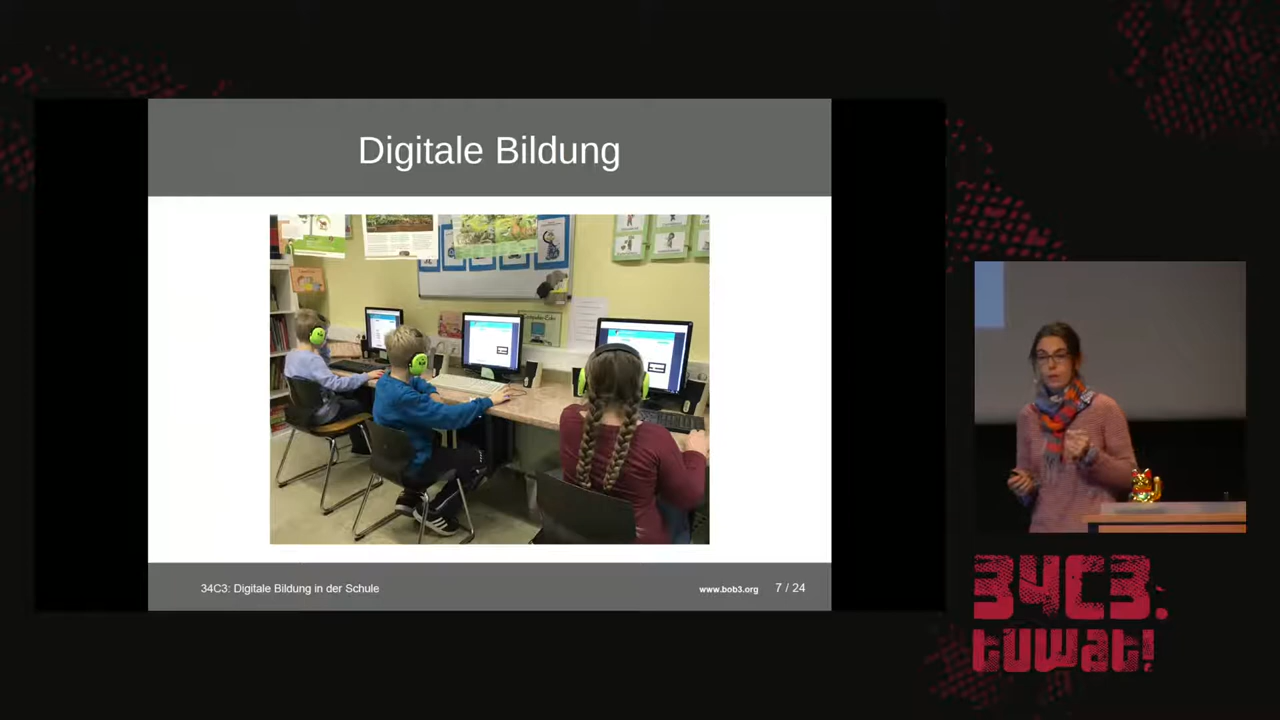 Digitale Bildung
34C3: Digitale Bildung in der Schule
www.bob3.org
7 / 24
34C3:
tuwat!